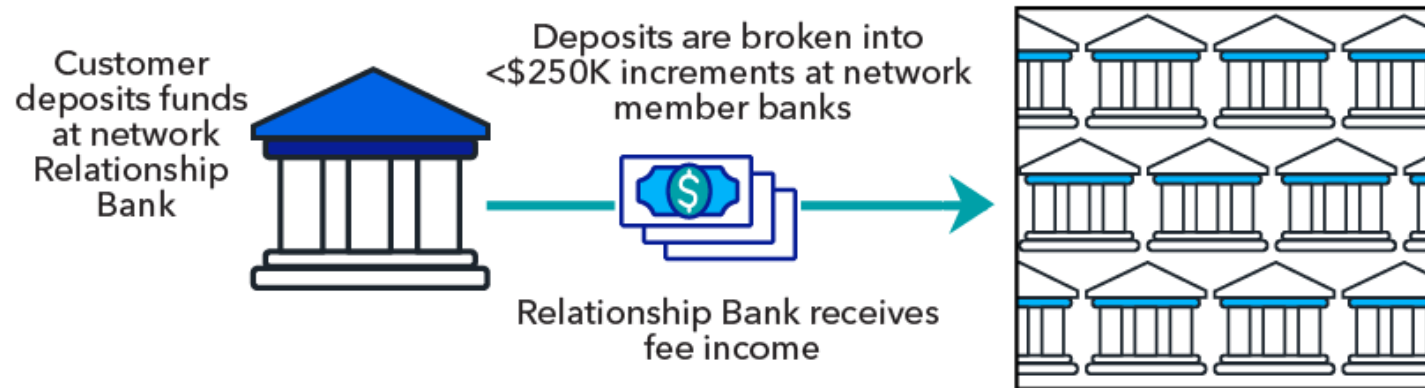 Customer
deposits funds
at network
Relationship
Bank
Deposits are broken into
<$250K increments at network
member banks
$
Relationship Bank receives
fee income